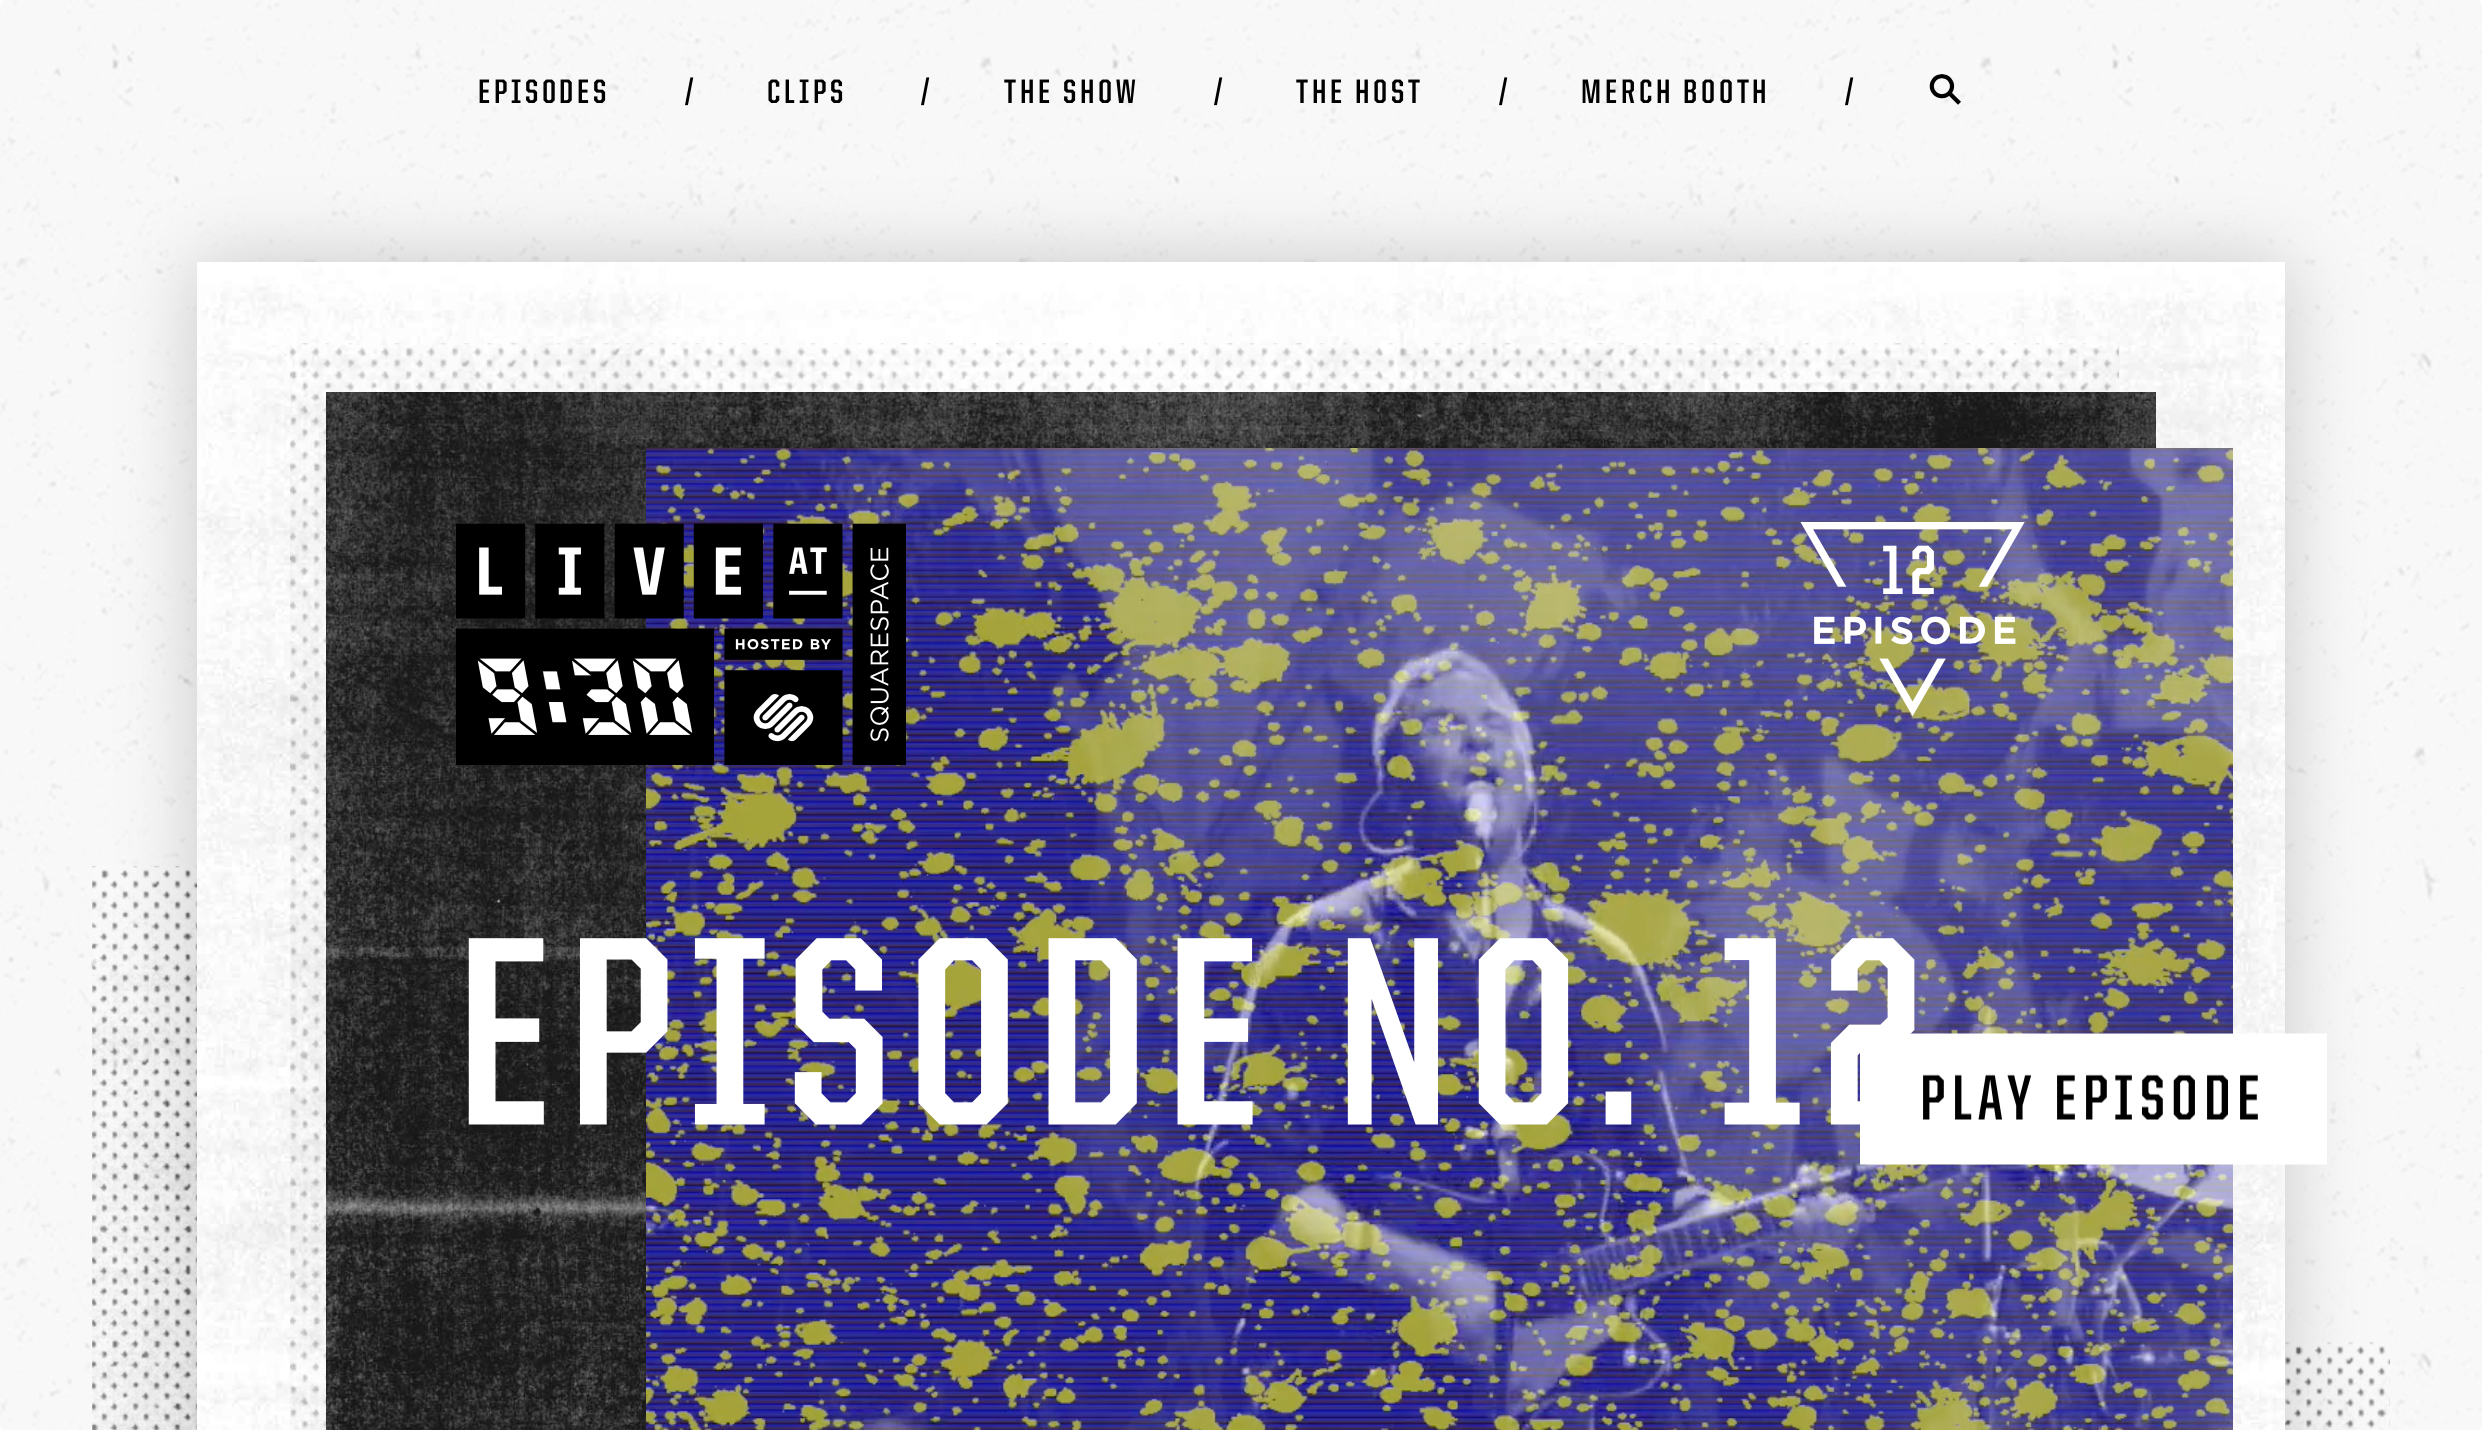 EPISODES / CLIPS / THE SHOW / THE HOST / MERCH BOOTH /
LIVE AT
9:30
HOSTED BY
SQUARESPACE
12
EPISODE
EPISODE NO. 12
PLAY EPISODE